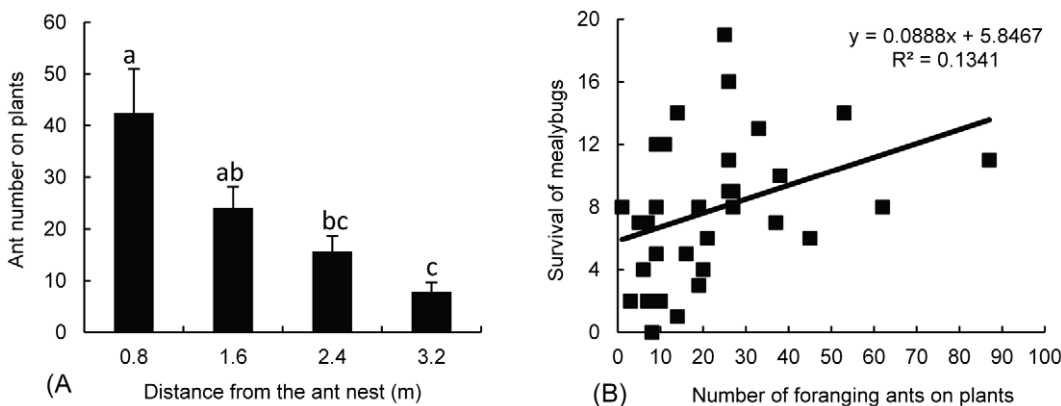 60
50
40
30
20
10
0
Ant number on plants
a
ab
bc
c
0.8 1.6 2.4 3.2
(A Distance from the ant nest (m)
20
16
12
8
4
0
Survival of mealybugs
y = 0.0888x + 5.8467
R² = 0.1341
0 10 20 30 40 50 60 70 80 90 100
(B) Number of foranging ants on plants